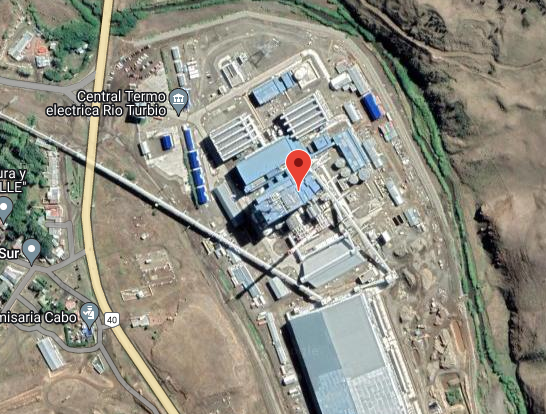 Central Termo
electrica Rio Turbio
ura y
LLE"
Sur
misaria Cabo
40